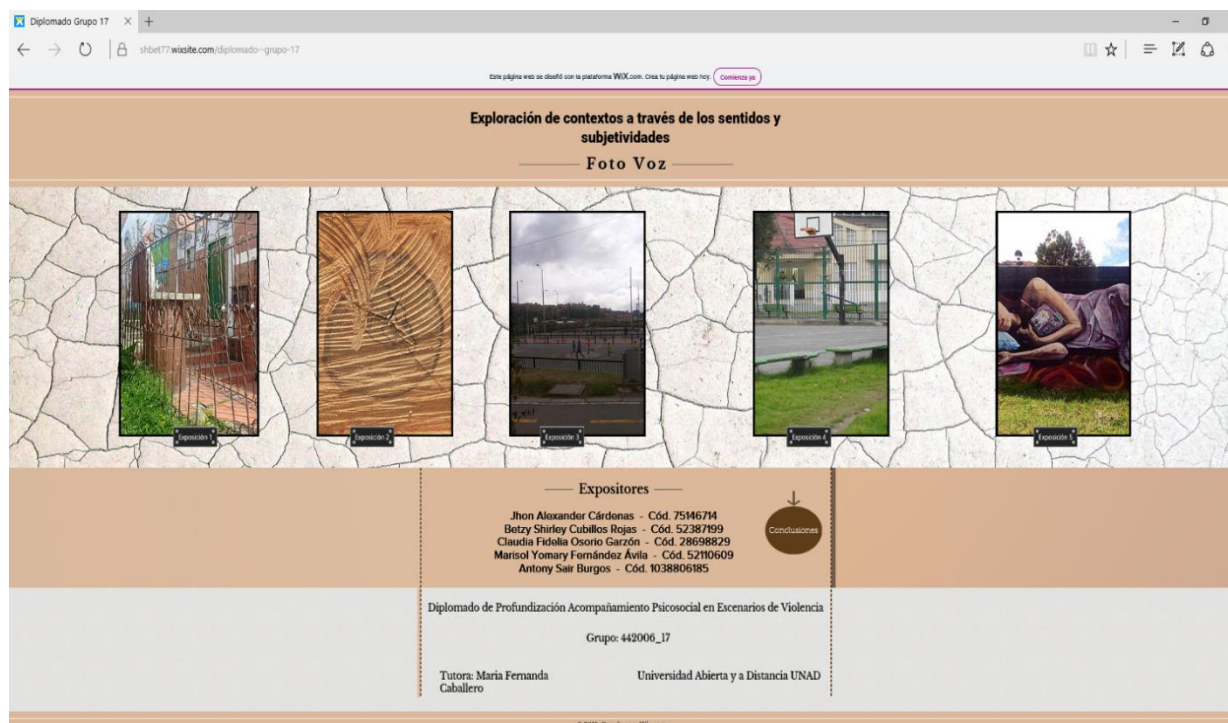 Diplomado Grupo 17
shbet77.wixsite.com/diplomado--grupo-17
Este página web se diseñó con la plataforma WiX.com. Crea tu página web hoy. Comienza ya
Exploración de contextos a través de los sentidos y
subjetividades
Foto Voz
Exposición 1
Exposición 2
Exposición 3
Exposición 4
Exposición 5
Expositores
Jhon Alexander Cárdenas - Cód. 75146714
Betzy Shirley Cubillos Rojas - Cód. 52387199
Claudia Fidelia Osorio Garzón - Cód. 28698829
Marisol Yomary Fernández Ávila - Cód. 52110609
Antony Sair Burgos - Cód. 1038806185
Conclusiones
Diplomado de Profundización Acompañamiento Psicosocial en Escenarios de Violencia
Grupo: 442006_17
Tutora: Maria Fernanda
Caballero
Universidad Abierta y a Distancia UNAD